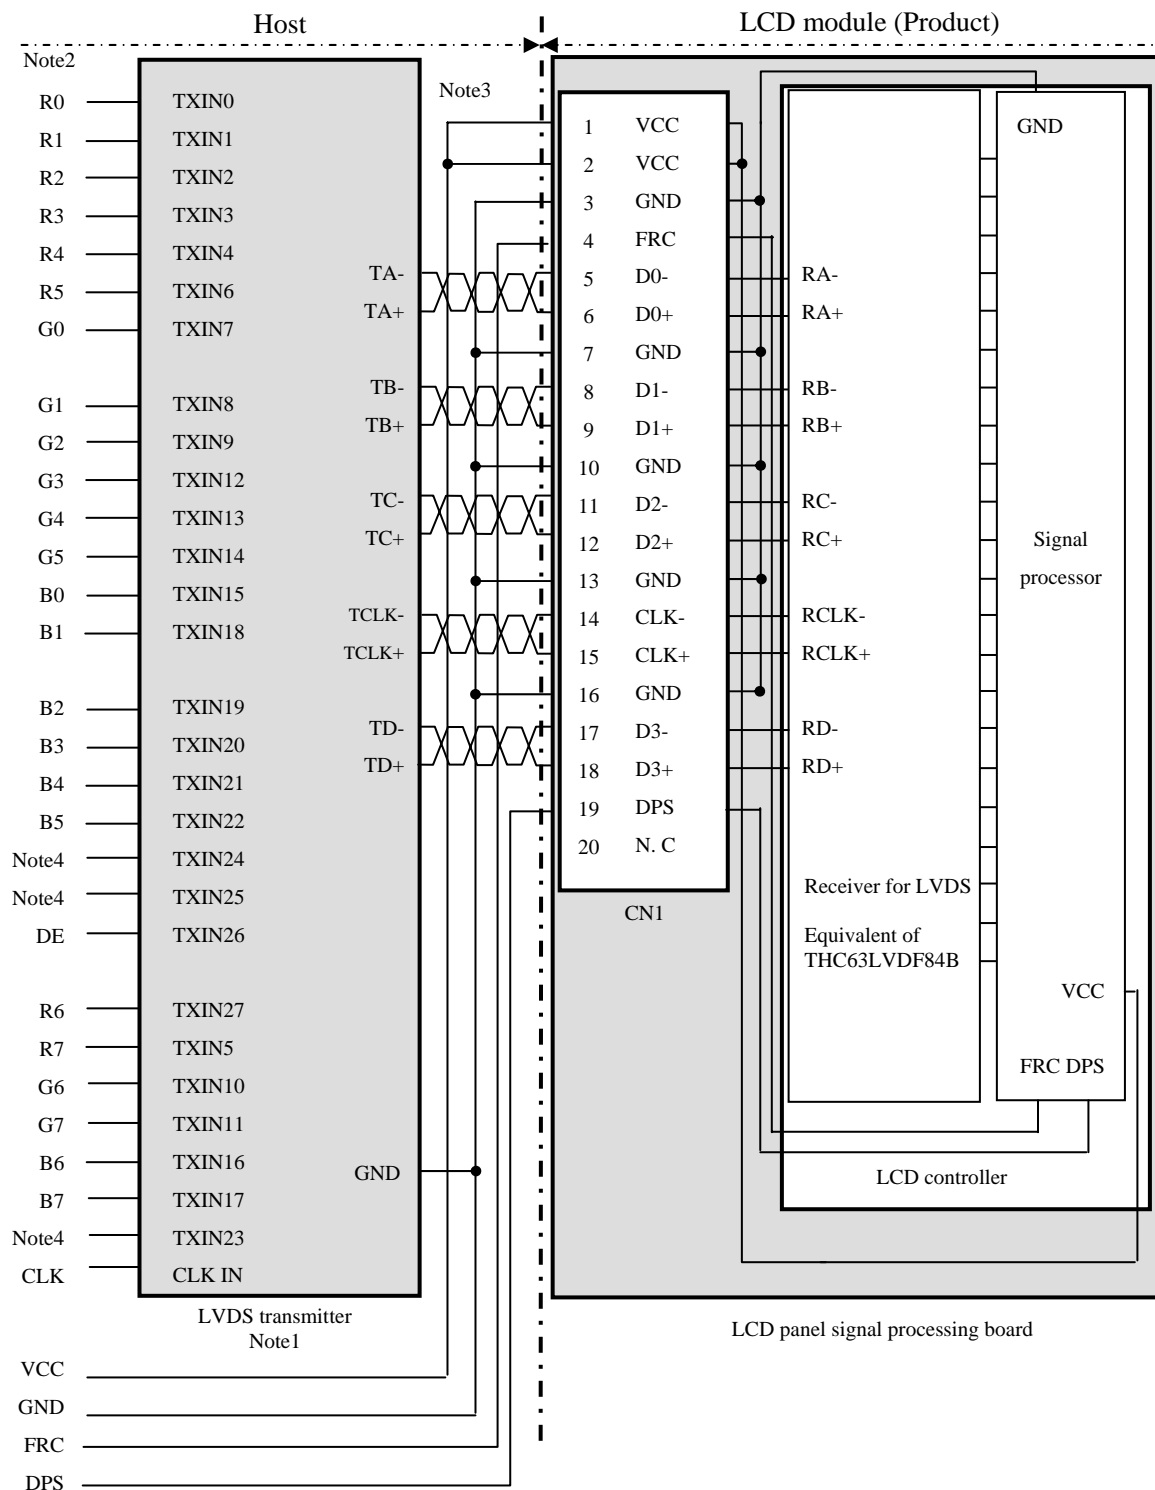 Host
LCD module (Product)
Note2
Note3
R0 TXIN0
R1 TXIN1
R2 TXIN2
R3 TXIN3
R4 TXIN4
R5 TXIN6
G0 TXIN7
G1 TXIN8
G2 TXIN9
G3 TXIN12
G4 TXIN13
G5 TXIN14
B0 TXIN15
B1 TXIN18
B2 TXIN19
B3 TXIN20
B4 TXIN21
B5 TXIN22
Note4 TXIN24
Note4 TXIN25
DE TXIN26
R6 TXIN27
R7 TXIN5
G6 TXIN10
G7 TXIN11
B6 TXIN16
B7 TXIN17
Note4 TXIN23
CLK CLK IN
TA-
TA+
TB-
TB+
TC-
TC+
TCLK-
TCLK+
TD-
TD+
GND
LVDS transmitter
Note1
VCC
GND
FRC
DPS
1 VCC
2 VCC
3 GND
4 FRC
5 D0-
6 D0+
7 GND
8 D1-
9 D1+
10 GND
11 D2-
12 D2+
13 GND
14 CLK-
15 CLK+
16 GND
17 D3-
18 D3+
19 DPS
20 N. C
CN1
RA-
RA+
RB-
RB+
RC-
RC+
RCLK-
RCLK+
RD-
RD+
Receiver for LVDS
Equivalent of
THC63LVDF84B
GND
Signal
processor
VCC
FRC DPS
LCD controller
LCD panel signal processing board